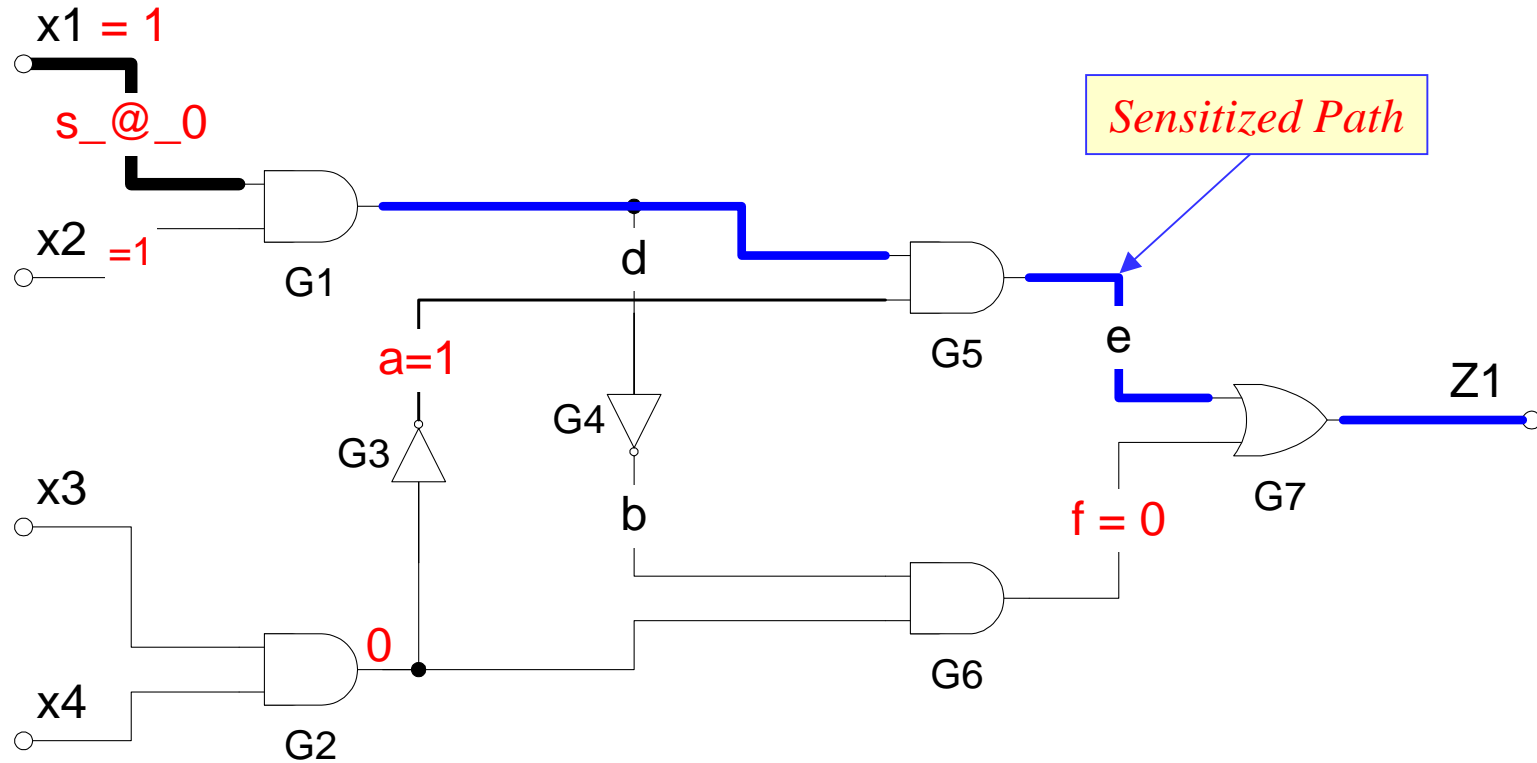 x1 = 1
s_@_0
Sensitized Path
x2 =1
d
G1
G5
e
a=1
Z1
G4
G3
x3
G7
b
f = 0
0
G6
x4
G2